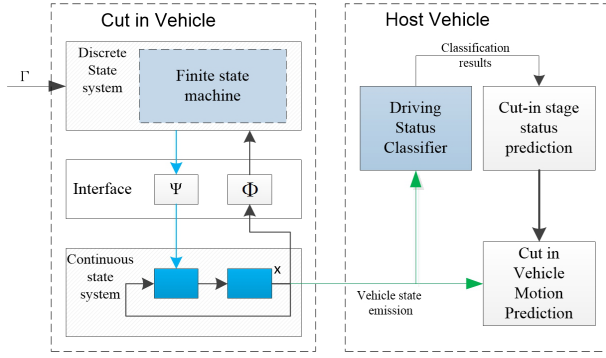 Cut in Vehicle
Host Vehicle
Γ
Discrete
State
system
Finite state
machine
Classification
results
Driving
Status
Classifier
Cut-in stage
status
prediction
Interface
Ψ
Φ
Continuous
state
system
x
Vehicle state
emission
Cut in
Vehicle
Motion
Prediction